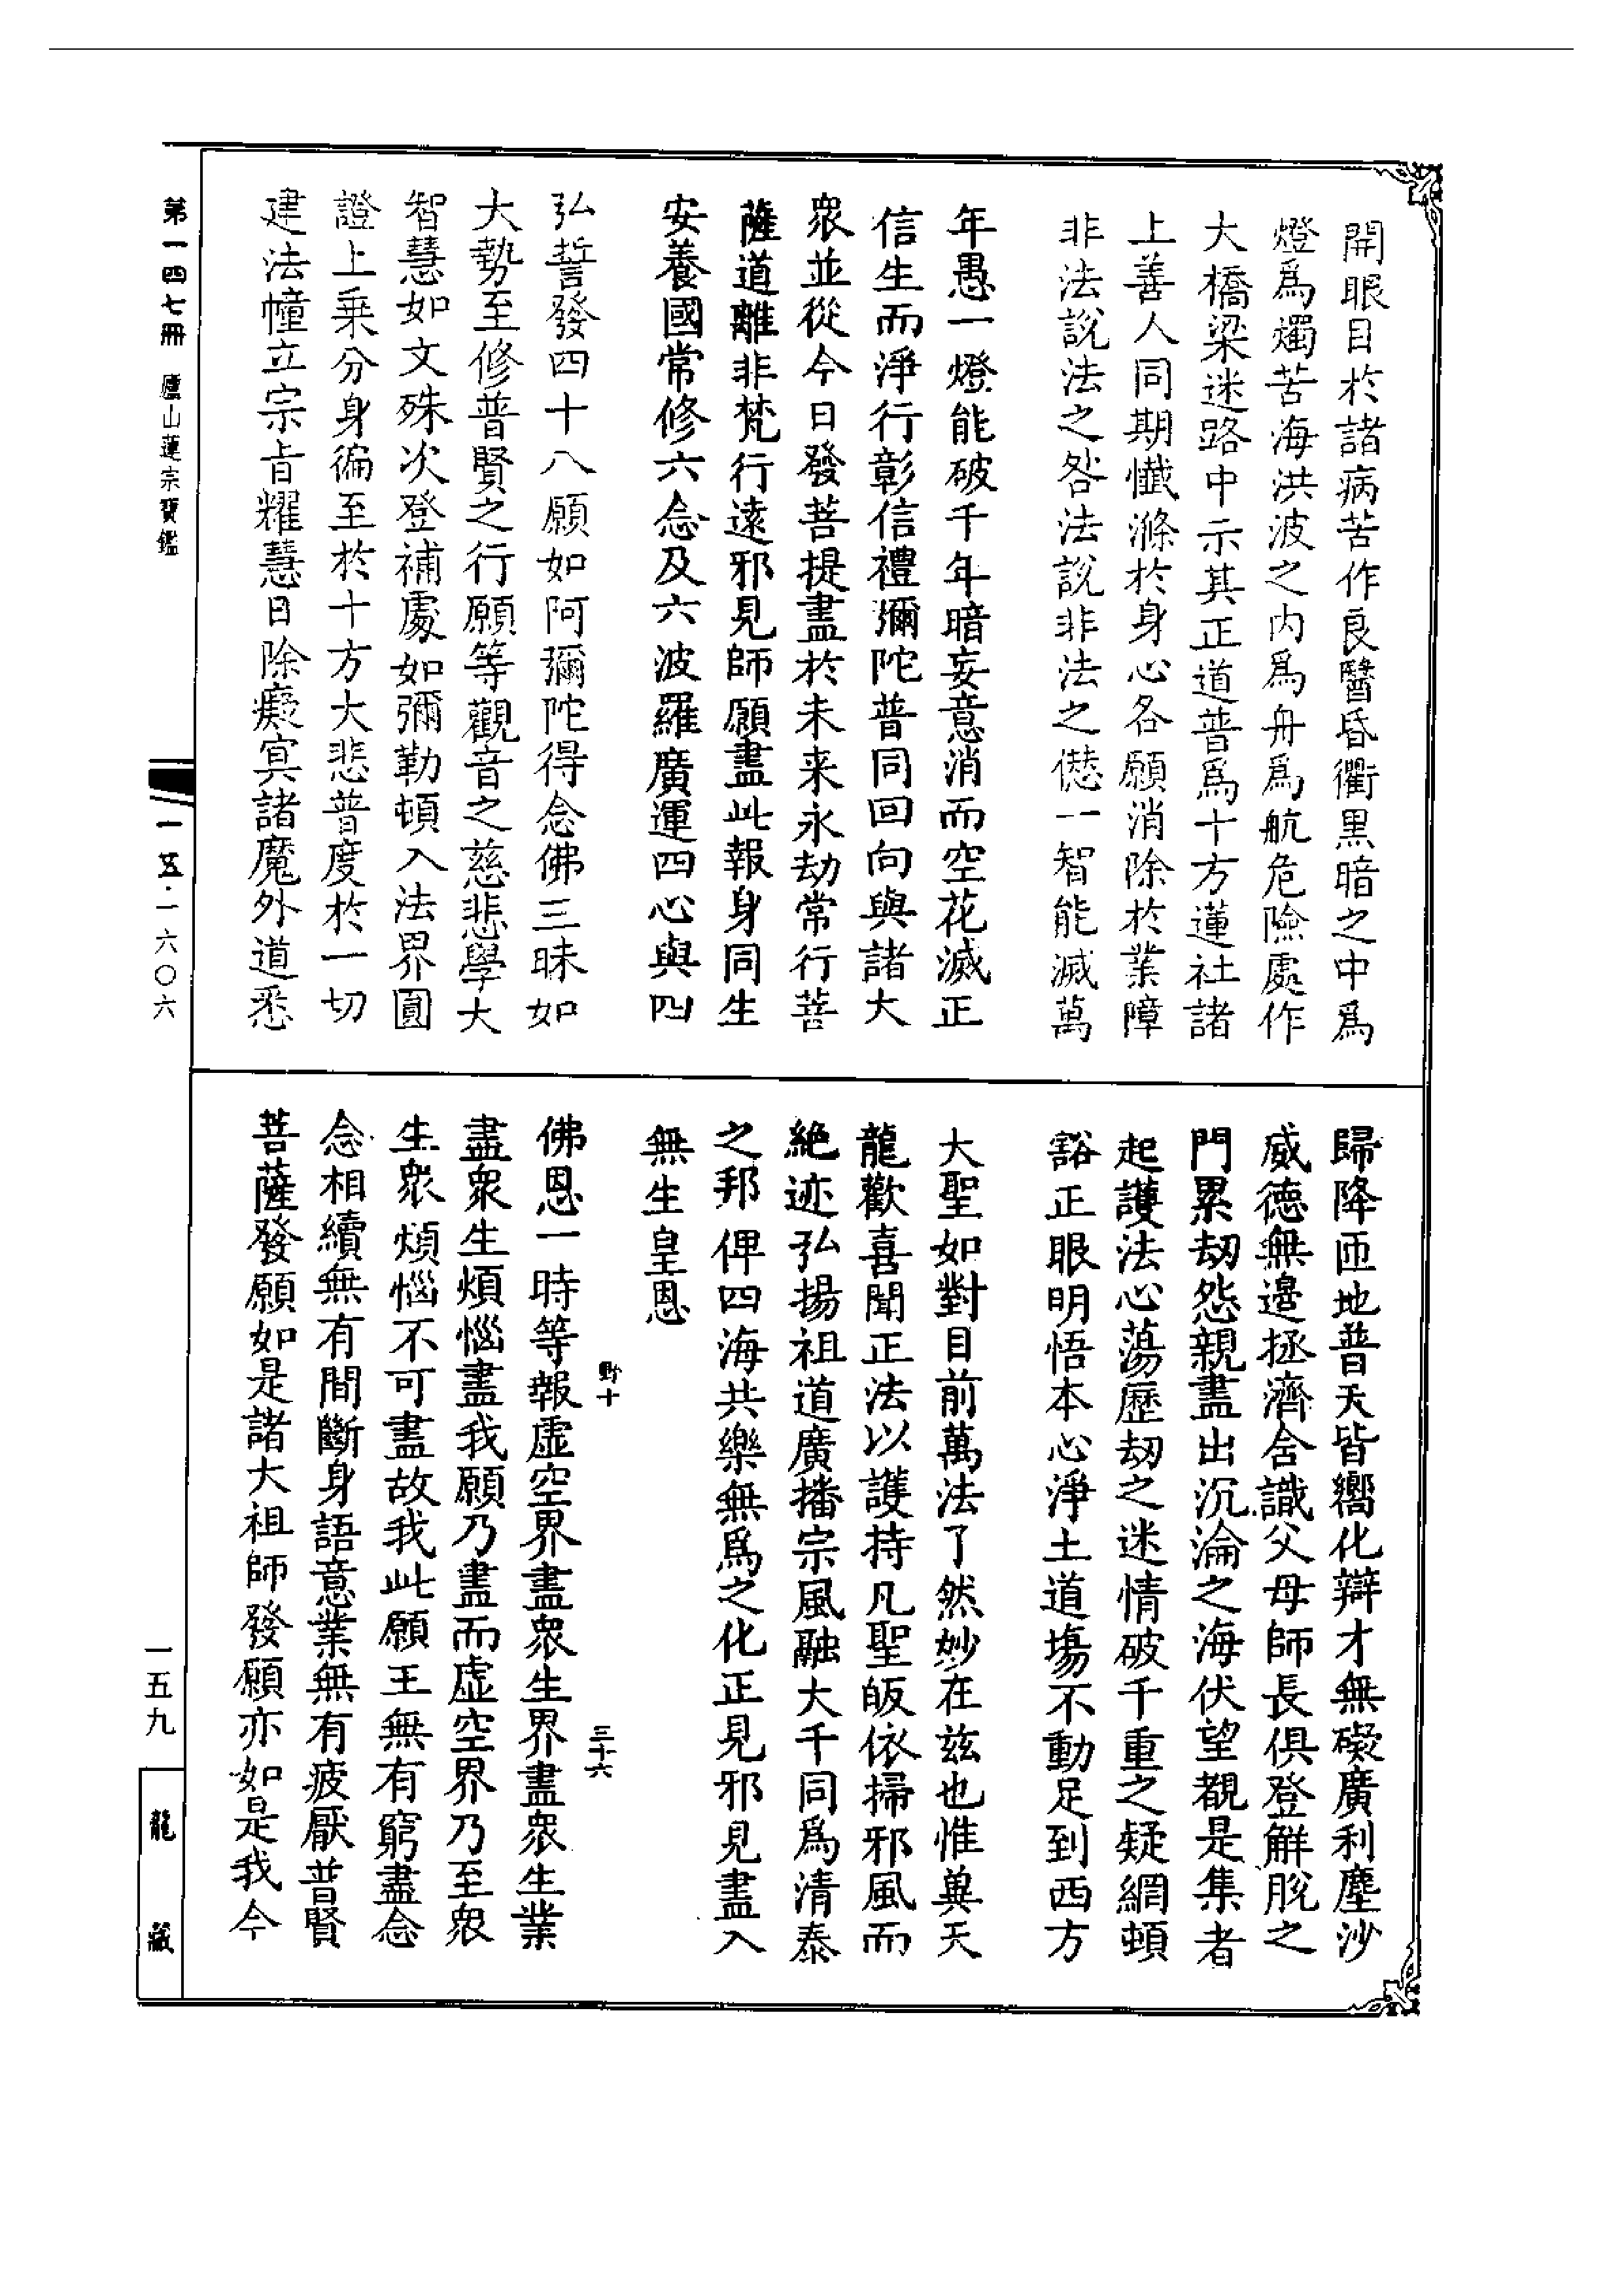 開眼目於諸病苦作良醫昏衢黑暗之中爲
燈爲燭苦海洪波之内爲舟爲航危險處作
大橋梁迷路中示其正道普爲十方蓮社諸
上善人同期懺滌於身心各願消除於業障
非法說法之咎法說非法之愆一智能滅萬
年愚一燈能破千年暗妄意消而空花滅正
信生而淨行彰信禮彌陀普同回向與諸大
衆並從今日發菩提盡於未来永劫常行菩
薩道離非梵行遠邪見師願盡此報身同生
安養國常修六念及六波羅廣運四心與四
弘誓發四十八願如阿彌陀得念佛三昧如
大勢至修普賢之行願等觀音之慈悲學大
智慧如文殊次登補處如彌勒頓入法界圓
證上乗分身徧至於十方大悲普度於一切
建法幢立宗旨耀慧日除癡冥諸魔外道悉
歸降匝地普天皆嚮化辯才無礙廣利塵沙
威德無邊拯濟含識父母師長俱登解脫之
門累劫怨親盡出沉淪之海伏望覩是集者
起護法心蕩歷劫之迷情破千重之疑網頓
豁正眼明悟本心淨土道場不動足到西方
大聖如對目前萬法了然妙在兹也惟冀天
龍歡喜聞正法以護持凡聖皈依掃邪風而
絶迹弘揚祖道廣播宗風融大千同爲清泰
之邦俾四海共樂無爲之化正見邪見盡入
無生皇恩
佛恩一時等報虚空界盡衆生界盡衆生業
盡衆生煩惱盡我願乃盡而虚空界乃至衆
生衆煩惱不可盡故我此願王無有窮盡念
念相續無有間斷身語意業無有疲厭普賢
菩薩發願如是諸大祖師發願亦如是我今
野十
三十六
第一四七冊 廬山蓮宗寶鑑
一五·一六〇六
一五九
龍藏